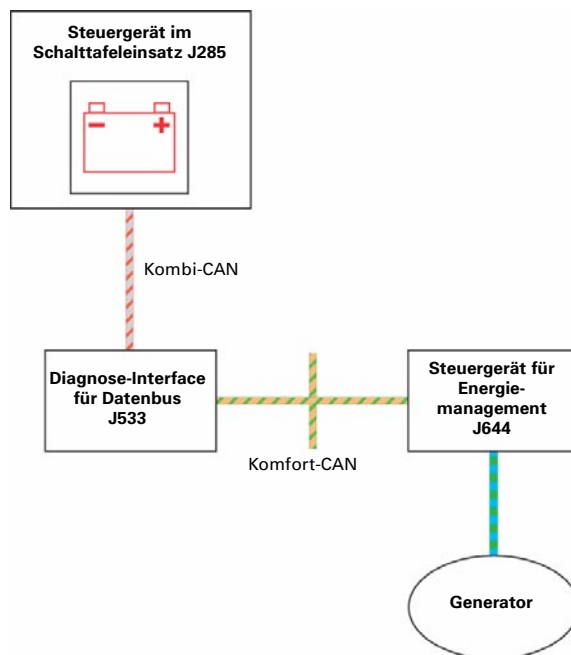 Steuergerät im
Schalttafeleinsatz J285
Kombi-CAN
Diagnose-Interface
für Datenbus
J533
Komfort-CAN
Steuergerät für
Energie-
management
J644
Generator